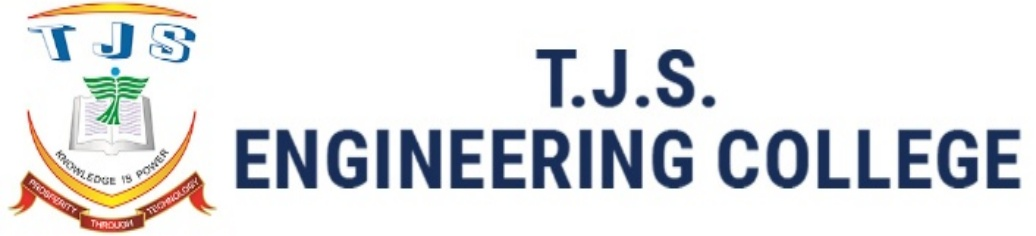 TJS
KNOWLEDGE IS POWER
PROSPERITY THROUGH TECHNOLOGY
T.J.S.
ENGINEERING COLLEGE